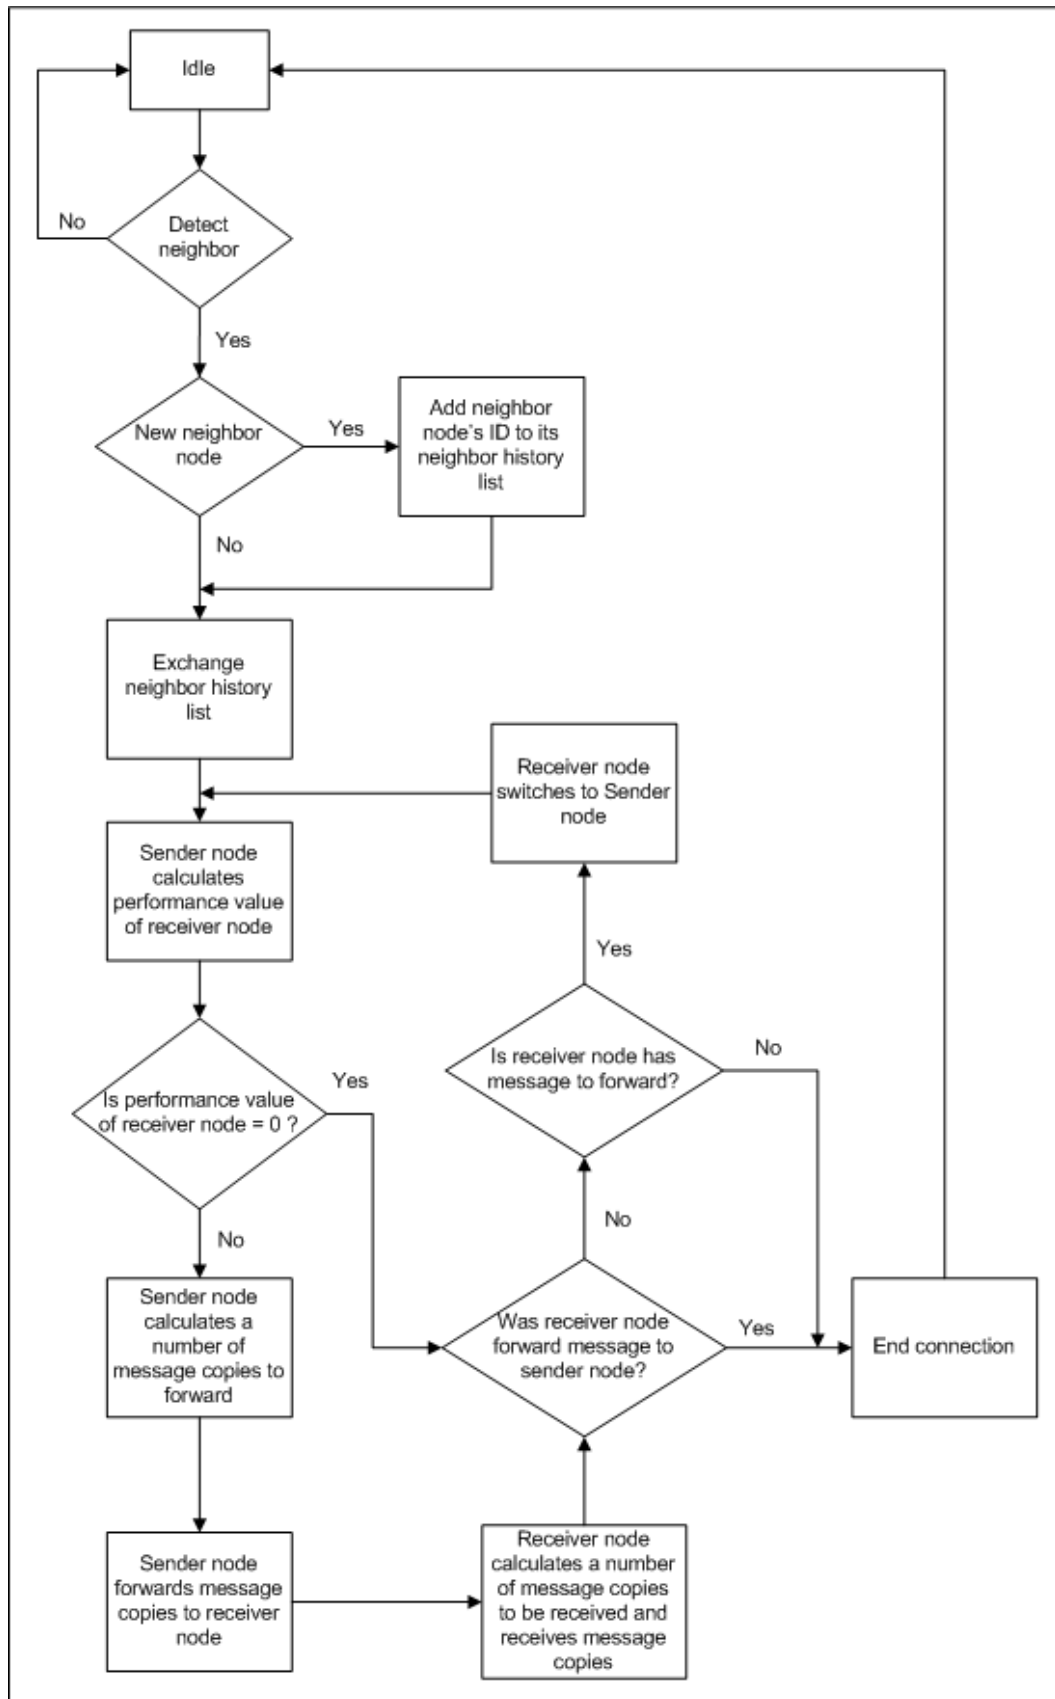 Idle
No
Detect
neighbor
Yes
New neighbor
node
Yes
Add neighbor
node's ID to its
neighbor history
list
No
Exchange
neighbor history
list
Receiver node
switches to Sender
node
Sender node
calculates
performance value
of receiver node
Yes
Is receiver node has
message to forward?
No
Is performance value
of receiver node = 0 ?
Yes
No
No
Sender node
calculates a
number of
message copies to
forward
Was receiver node
forward message to
sender node?
Yes
End connection
Sender node
forwards message
copies to receiver
node
Receiver node
calculates a number
of message copies
to be received and
receives message
copies